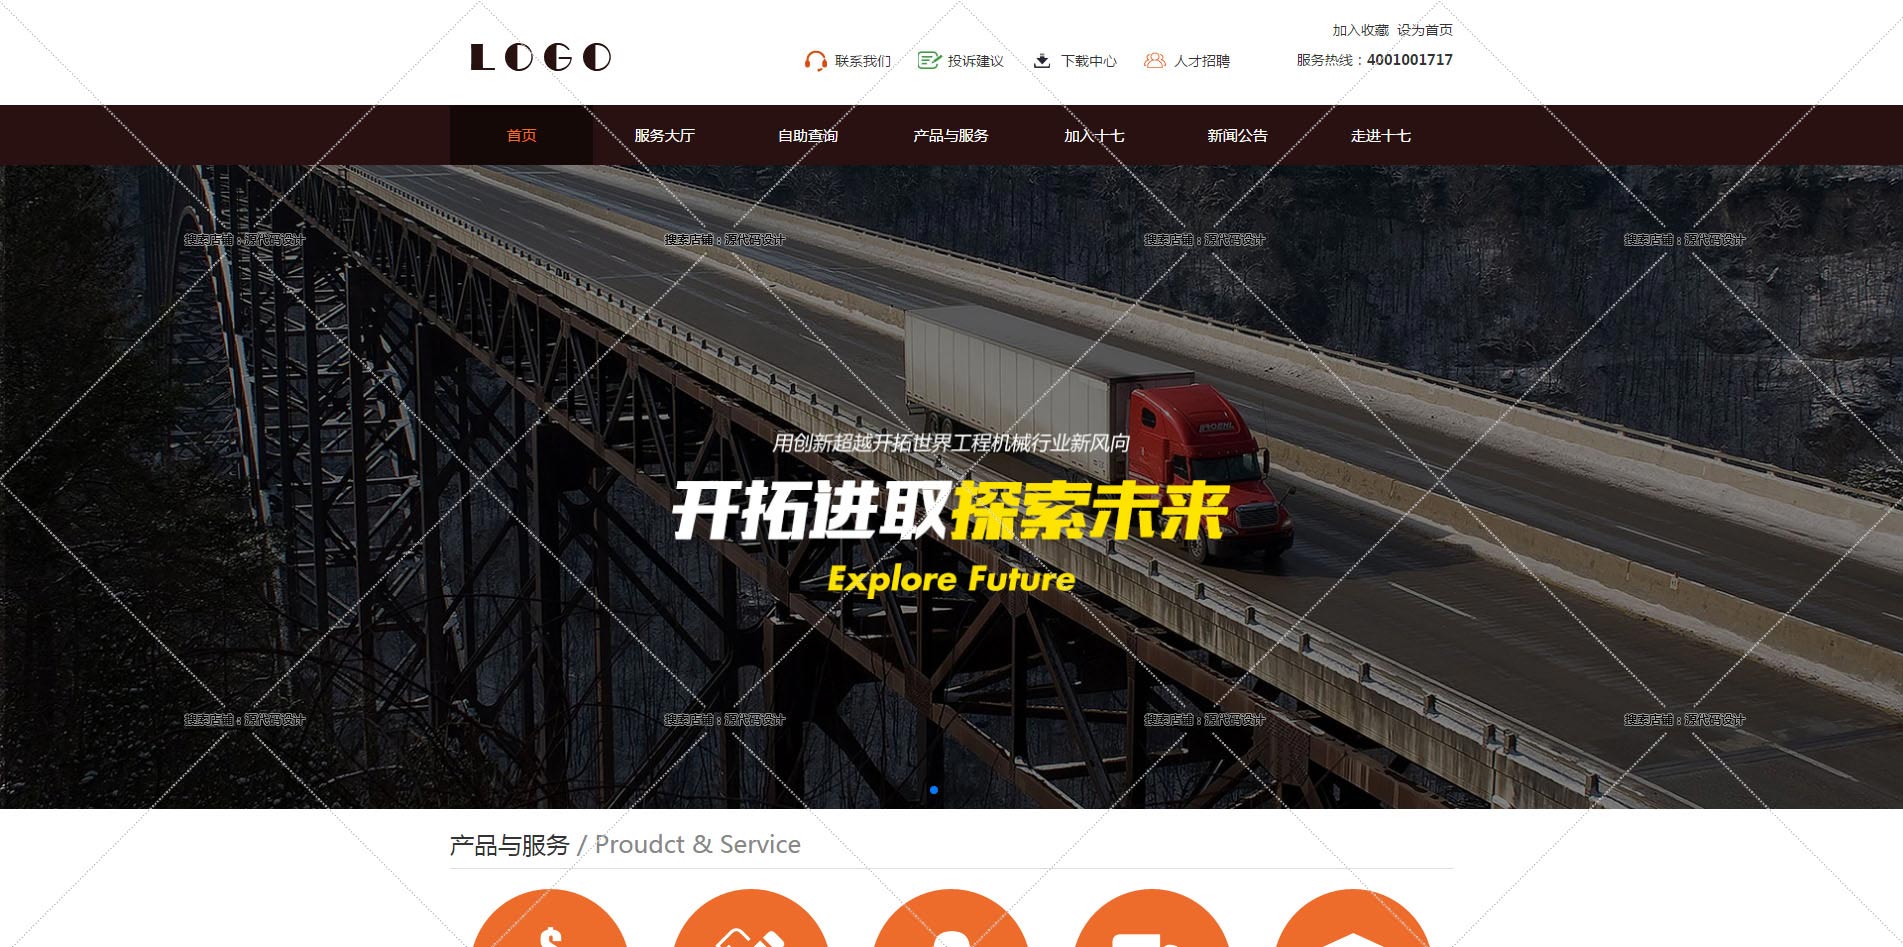 加入收藏 设为首页
LOGO
联系我们 投诉建议 下载中心 人才招聘
服务热线：4001001717
首页 服务大厅 自助查询 产品与服务 加入十七 新闻公告 走进十七
搜索店铺：源代码设计 搜索店铺：源代码设计 搜索店铺：源代码设计 搜索店铺：源代码设计
BROENL
用创新超越开拓世界工程机械行业新风向
开拓进取探索未来
Explore Future
搜索店铺：源代码设计 搜索店铺：源代码设计 搜索店铺：源代码设计 搜索店铺：源代码设计
产品与服务 / Proudct & Service
$